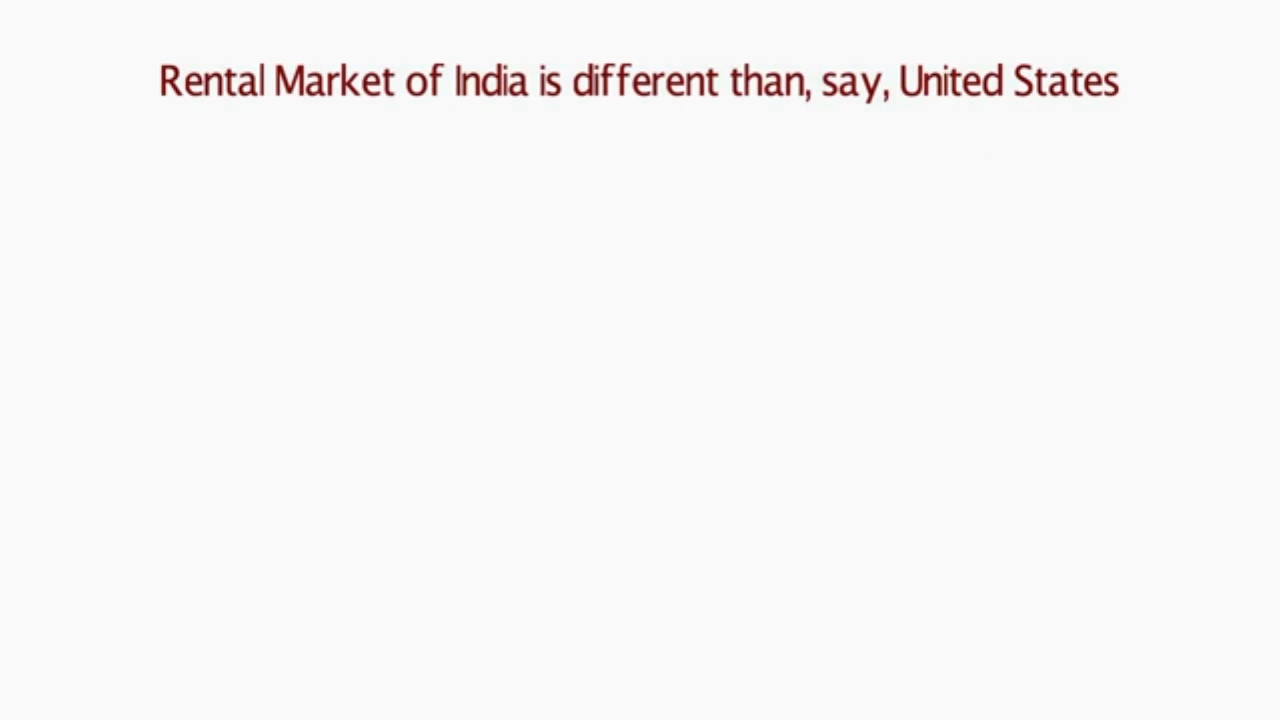 Rental Market of India is different than, say, United States